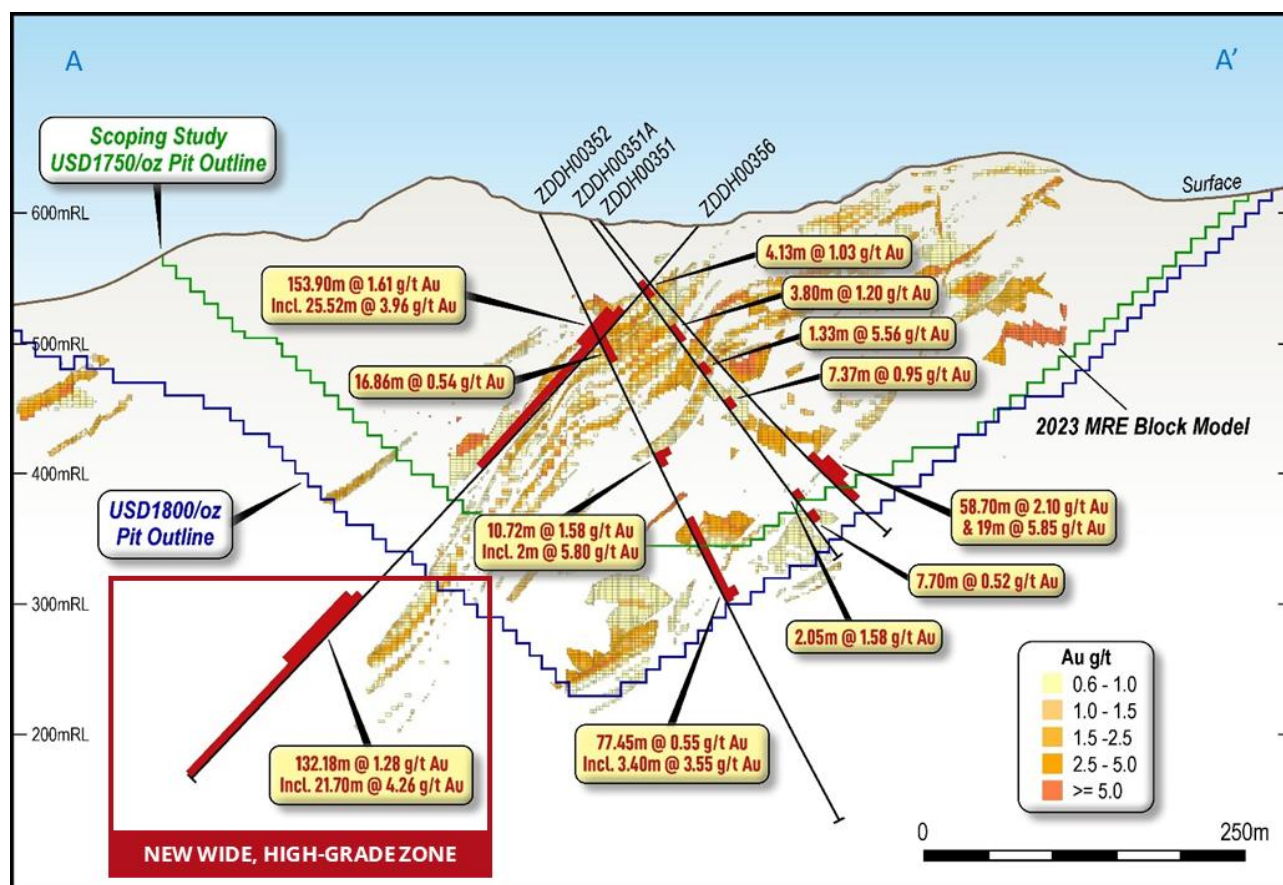 A
A'
Scoping Study
USD1750/oz Pit Outline
ZDDH00352
ZDDH00351A
ZDDH00351
ZDDH00356
Surface
600mRL
4.13m @ 1.03 g/t Au
153.90m @ 1.61 g/t Au
Incl. 25.52m @ 3.96 g/t Au
3.80m @ 1.20 g/t Au
1.33m @ 5.56 g/t Au
500mRL
16.86m @ 0.54 g/t Au
7.37m @ 0.95 g/t Au
2023 MRE Block Model
400mRL
USD1800/oz
Pit Outline
10.72m @ 1.58 g/t Au
Incl. 2m @ 5.80 g/t Au
58.70m @ 2.10 g/t Au
& 19m @ 5.85 g/t Au
7.70m @ 0.52 g/t Au
300mRL
2.05m @ 1.58 g/t Au
Au g/t
0.6 - 1.0
1.0 - 1.5
1.5 -2.5
2.5 - 5.0
>= 5.0
200mRL
132.18m @ 1.28 g/t Au
Incl. 21.70m @ 4.26 g/t Au
77.45m @ 0.55 g/t Au
Incl. 3.40m @ 3.55 g/t Au
0
250m
NEW WIDE, HIGH-GRADE ZONE